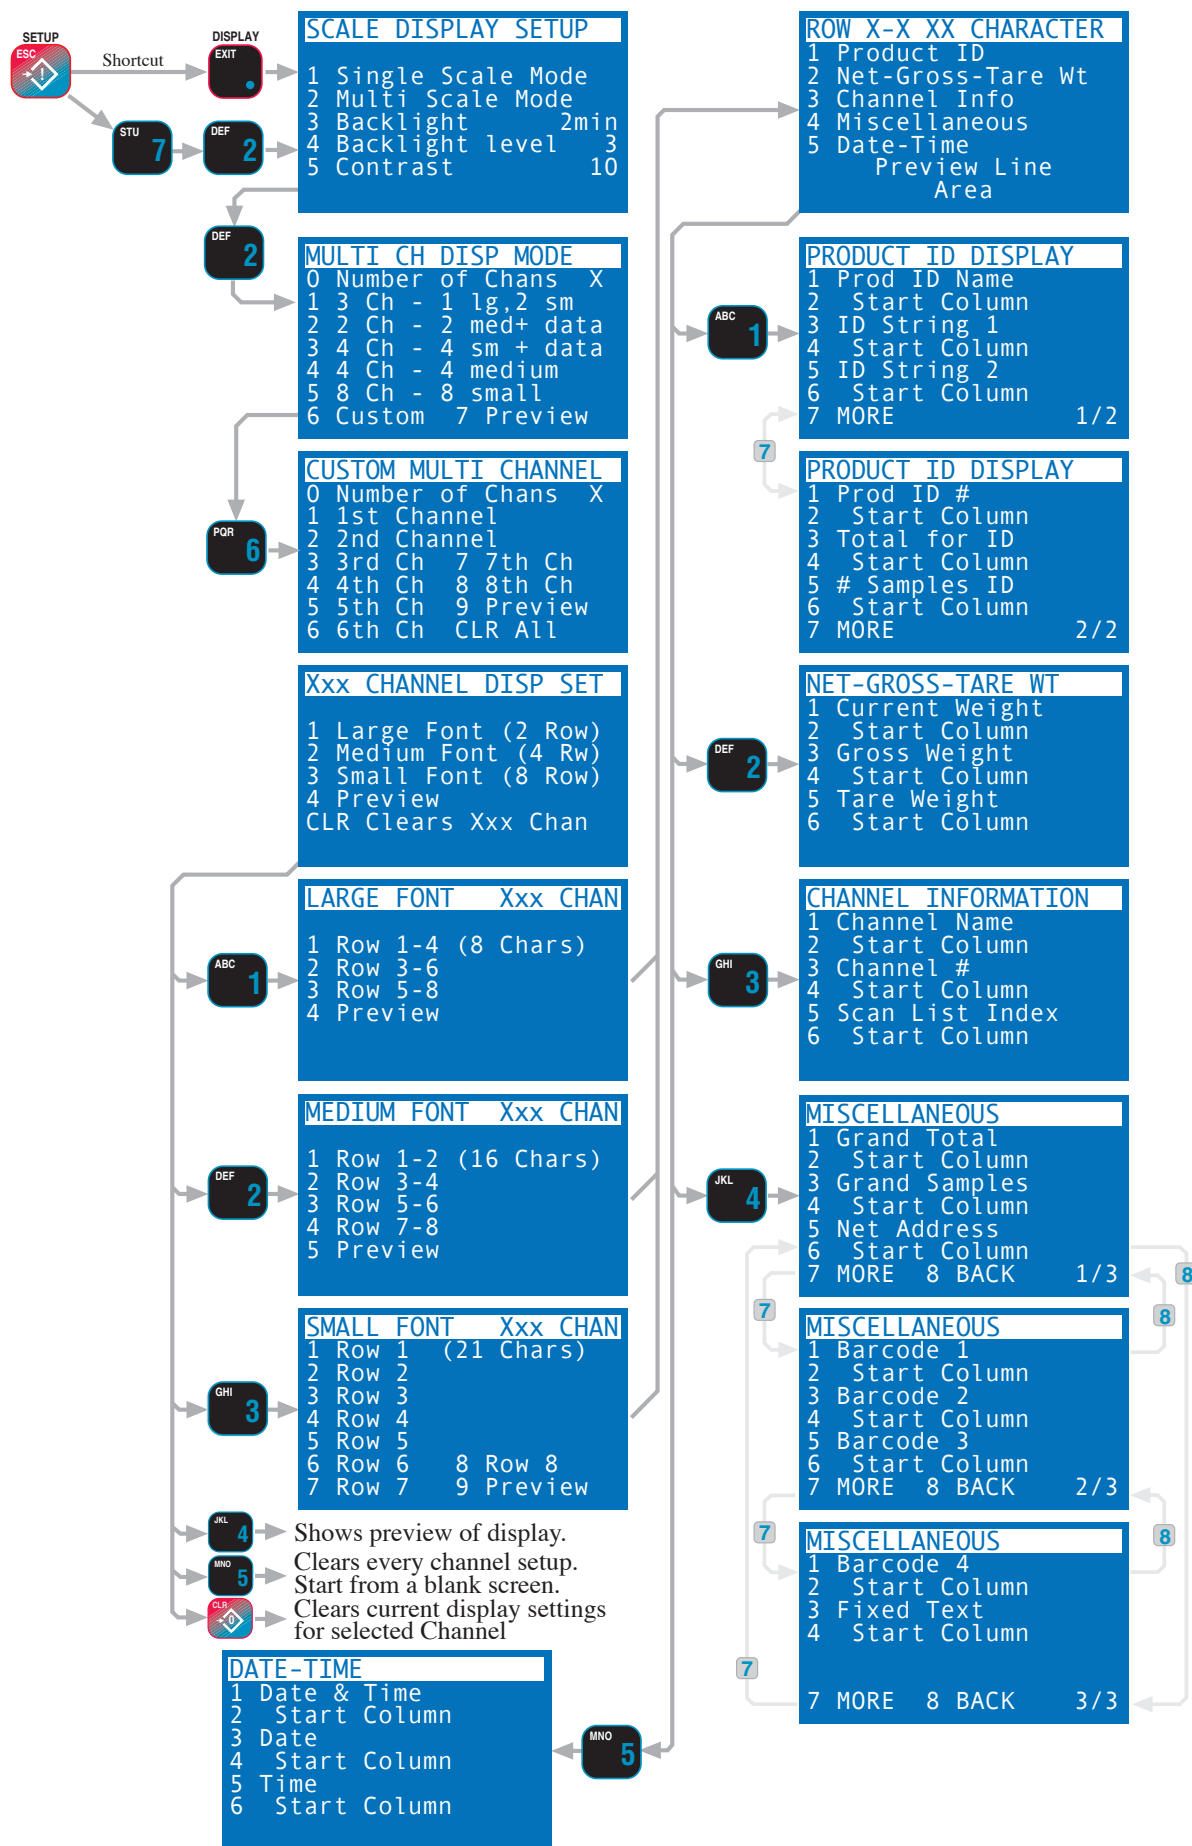 SETUP
ESC
Shortcut
DISPLAY
EXIT
STU
7
DEF
2
SCALE DISPLAY SETUP
1 Single Scale Mode
2 Multi Scale Mode
3 Backlight 2min
4 Backlight level 3
5 Contrast 10
DEF
2
MULTI CH DISP MODE
0 Number of Chans X
1 3 Ch - 1 lg,2 sm
2 2 Ch - 2 med+ data
3 4 Ch - 4 sm + data
4 4 Ch - 4 medium
5 8 Ch - 8 small
6 Custom 7 Preview
PQR
6
CUSTOM MULTI CHANNEL
0 Number of Chans X
1 1st Channel
2 2nd Channel
3 3rd Ch 7 7th Ch
4 4th Ch 8 8th Ch
5 5th Ch 9 Preview
6 6th Ch CLR All
Xxx CHANNEL DISP SET
1 Large Font (2 Row)
2 Medium Font (4 Rw)
3 Small Font (8 Row)
4 Preview
CLR Clears Xxx Chan
ABC
1
LARGE FONT Xxx CHAN
1 Row 1-4 (8 Chars)
2 Row 3-6
3 Row 5-8
4 Preview
DEF
2
MEDIUM FONT Xxx CHAN
1 Row 1-2 (16 Chars)
2 Row 3-4
3 Row 5-6
4 Row 7-8
5 Preview
GHI
3
SMALL FONT Xxx CHAN
1 Row 1 (21 Chars)
2 Row 2
3 Row 3
4 Row 4
5 Row 5
6 Row 6 8 Row 8
7 Row 7 9 Preview
JKL
4
Shows preview of display.
MNO
5
Clears every channel setup.
Start from a blank screen.
CLR
0
Clears current display settings
for selected Channel
DATE-TIME
1 Date & Time
2 Start Column
3 Date
4 Start Column
5 Time
6 Start Column
MNO
5
ROW X-X XX CHARACTER
1 Product ID
2 Net-Gross-Tare Wt
3 Channel Info
4 Miscellaneous
5 Date-Time
Preview Line
Area
ABC
1
PRODUCT ID DISPLAY
1 Prod ID Name
2 Start Column
3 ID String 1
4 Start Column
5 ID String 2
6 Start Column
7 MORE 1/2
7
PRODUCT ID DISPLAY
1 Prod ID #
2 Start Column
3 Total for ID
4 Start Column
5 # Samples ID
6 Start Column
7 MORE 2/2
DEF
2
NET-GROSS-TARE WT
1 Current Weight
2 Start Column
3 Gross Weight
4 Start Column
5 Tare Weight
6 Start Column
GHI
3
CHANNEL INFORMATION
1 Channel Name
2 Start Column
3 Channel #
4 Start Column
5 Scan List Index
6 Start Column
JKL
4
MISCELLANEOUS
1 Grand Total
2 Start Column
3 Grand Samples
4 Start Column
5 Net Address
6 Start Column
7 MORE 8 BACK 1/3
8
7
8
MISCELLANEOUS
1 Barcode 1
2 Start Column
3 Barcode 2
4 Start Column
5 Barcode 3
6 Start Column
7 MORE 8 BACK 2/3
7
8
MISCELLANEOUS
1 Barcode 4
2 Start Column
3 Fixed Text
4 Start Column
7
7 MORE 8 BACK 3/3